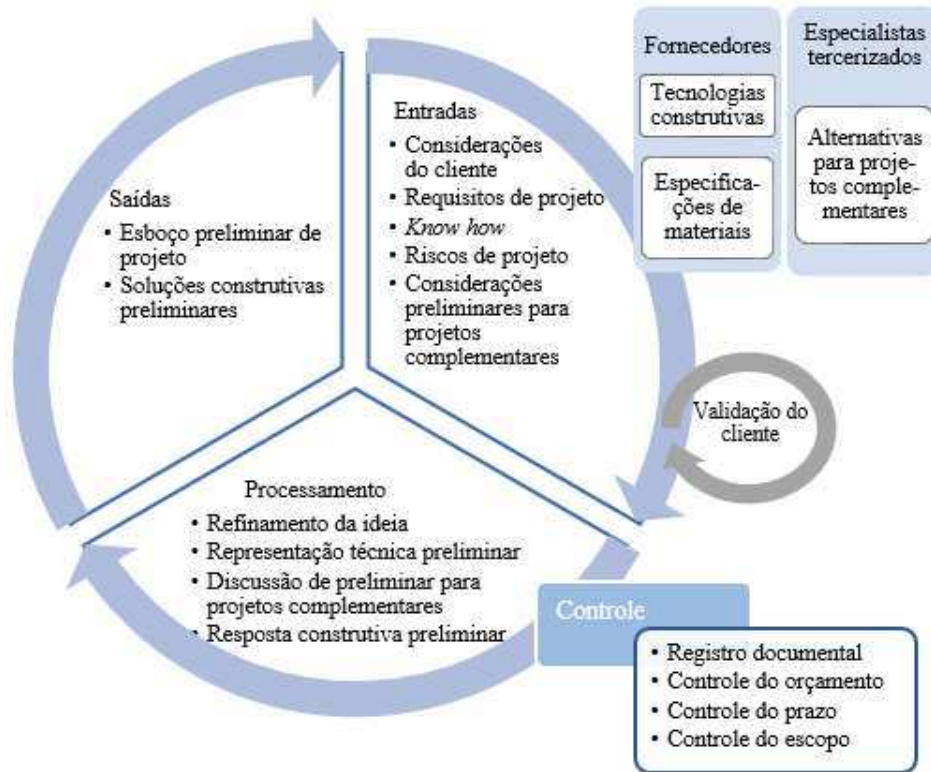 Saídas
• Esboço preliminar de
projeto
• Soluções construtivas
preliminares
Entradas
• Considerações
do cliente
• Requisitos de projeto
• Know how
• Riscos de projeto
• Considerações
preliminares para
projetos
complementares
Fornecedores
Tecnologias
construtivas
Especifica-
ções de
materiais
Especialistas
tercerizados
Alternativas
para proje-
tos comple-
mentares
Validação do
cliente
Processamento
• Refinamento da ideia
• Representação técnica preliminar
• Discussão de preliminar para
projetos complementares
• Resposta construtiva preliminar
Controle
• Registro documental
• Controle do orçamento
• Controle do prazo
• Controle do escopo